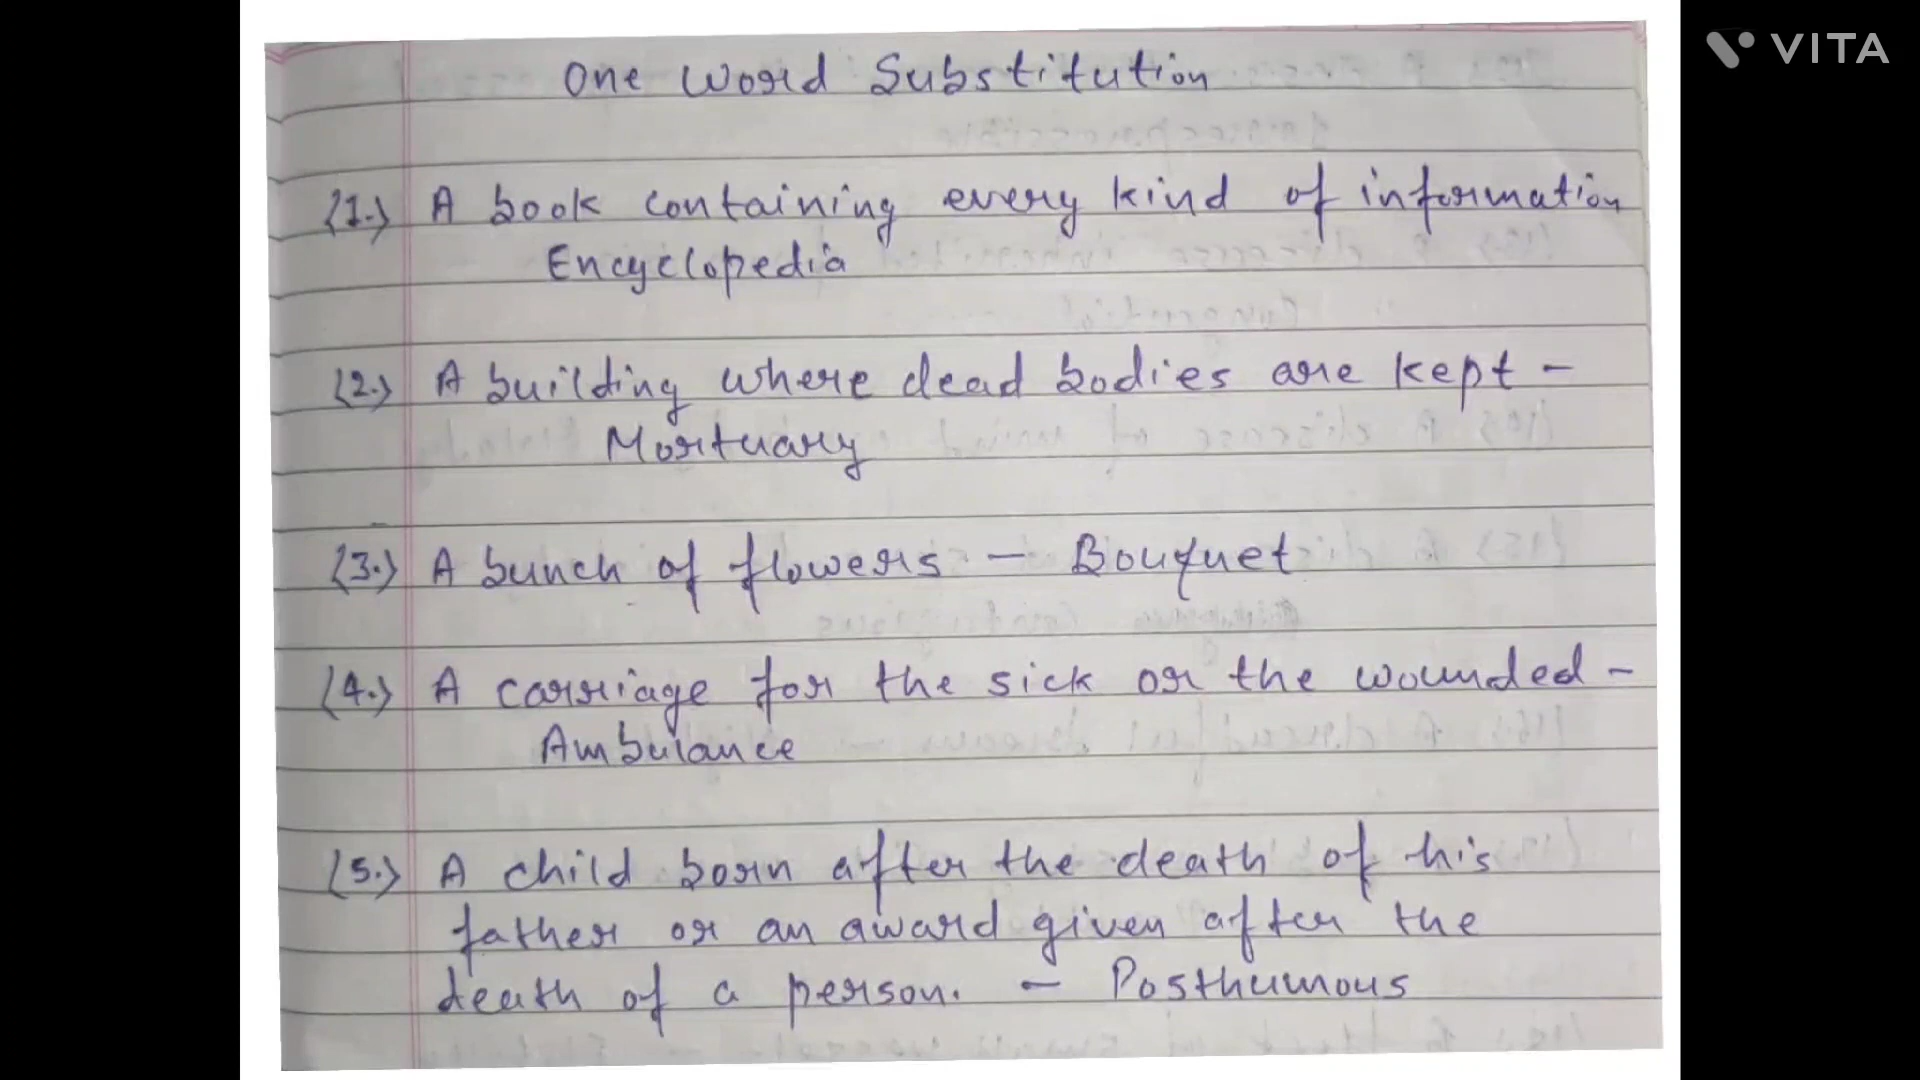 VITA
One Word Substitution
(1.) A book containing every kind of information
Encyclopedia
(2.) A building where dead bodies are kept -
Mortuary
(3.) A bunch of flowers - Bouquet
(4.) A carriage for the sick or the wounded -
Ambulance
(5.) A child born after the death of his
father or an award given after the
death of a person. - Posthumous